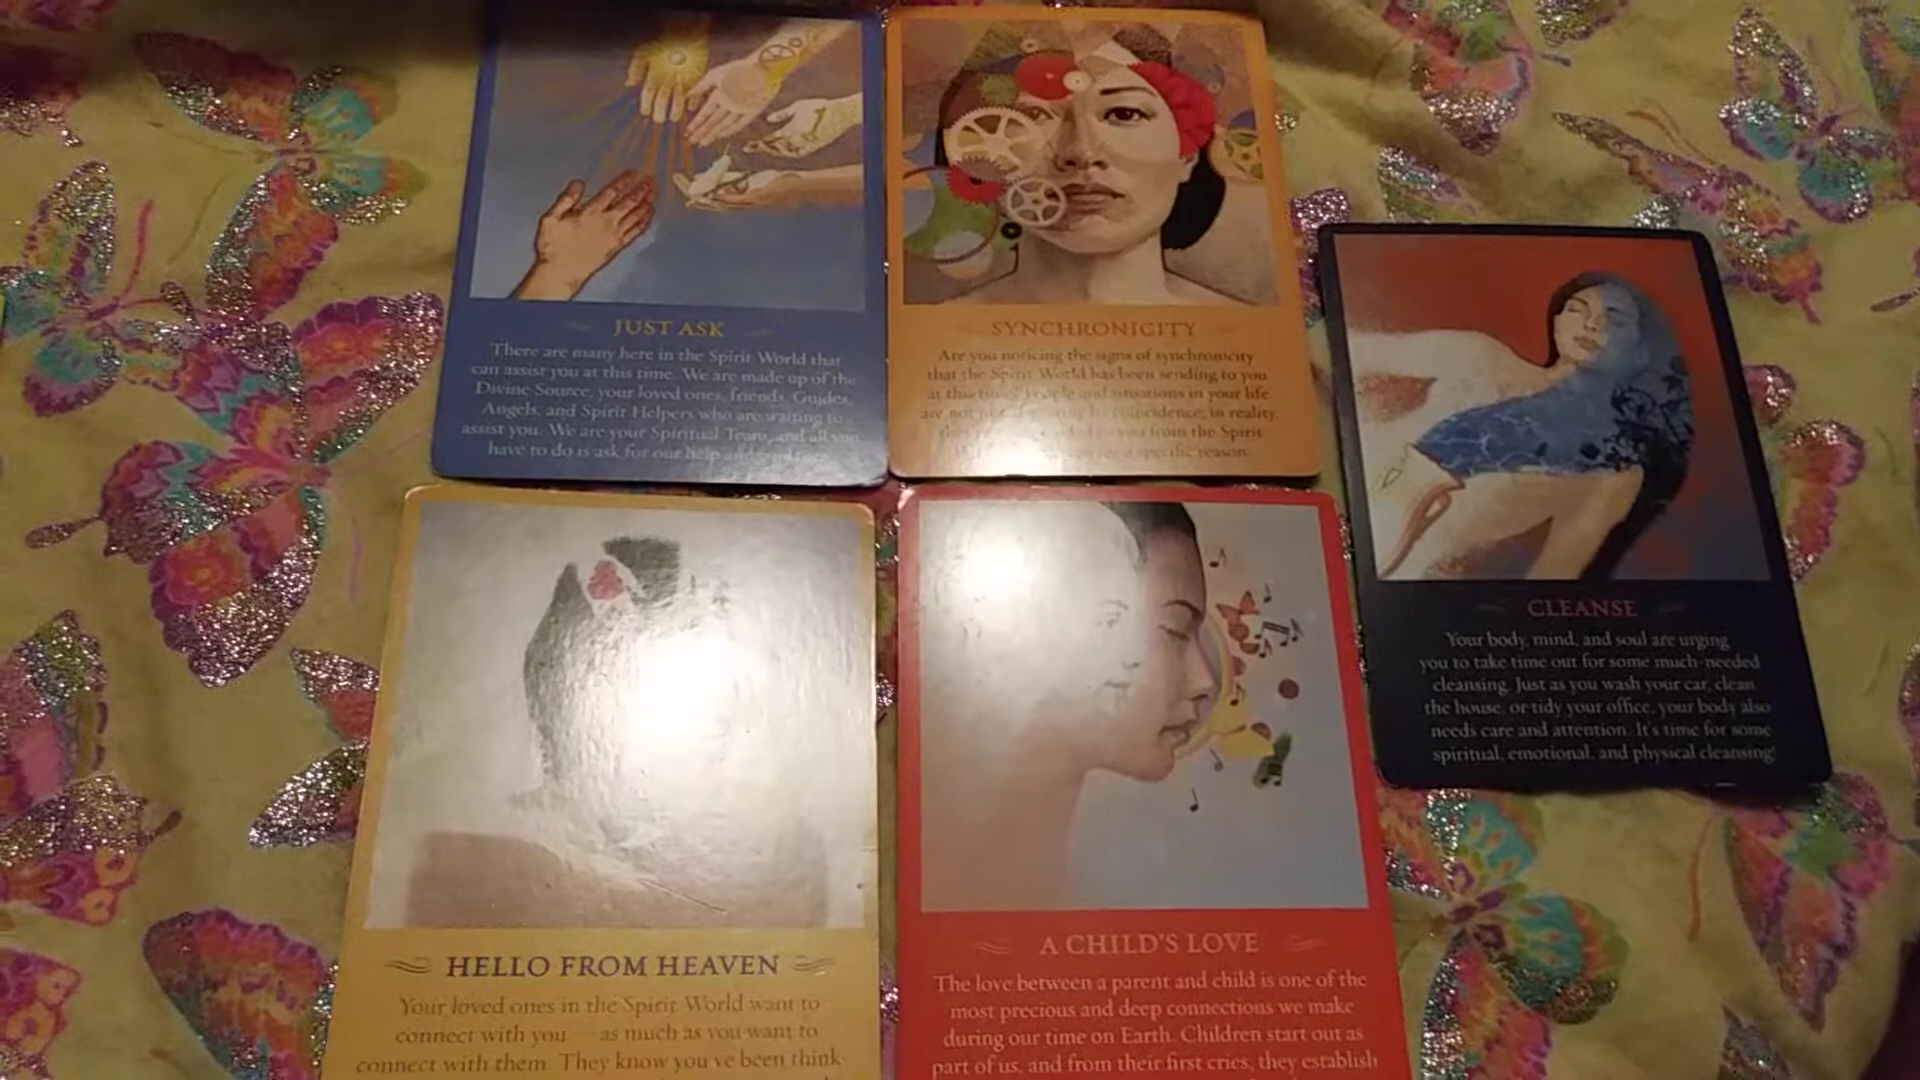 JUST ASK
There are many here in the Spirit World that
can assist you at this time. We are made up of the
Divine Source, your loved ones, friends, Guides,
Angels, and Spirit Helpers who are waiting to
assist you. We are your Spiritual Team, and all you
have to do is ask for our help and
SYNCHRONICITY
Are you noticing the signs of synchronicity
that the Spirit World has been sending to you
at this time? People and situations in your life
are not just by coincidence; in reality,
to you from the Spirit
for a specific reason.
CLEANSE
Your body, mind, and soul are urging
you to take time out for some much-needed
cleansing. Just as you wash your car, clean
the house, or tidy your office, your body also
needs care and attention. It's time for some
spiritual, emotional, and physical cleansing!
HELLO FROM HEAVEN
Your loved ones in the Spirit World want to
connect with you — as much as you want to
connect with them. They know you've been think
A CHILD'S LOVE
The love between a parent and child is one of the
most precious and deep connections we make
during our time on Earth. Children start out as
part of us, and from their first cries, they establish